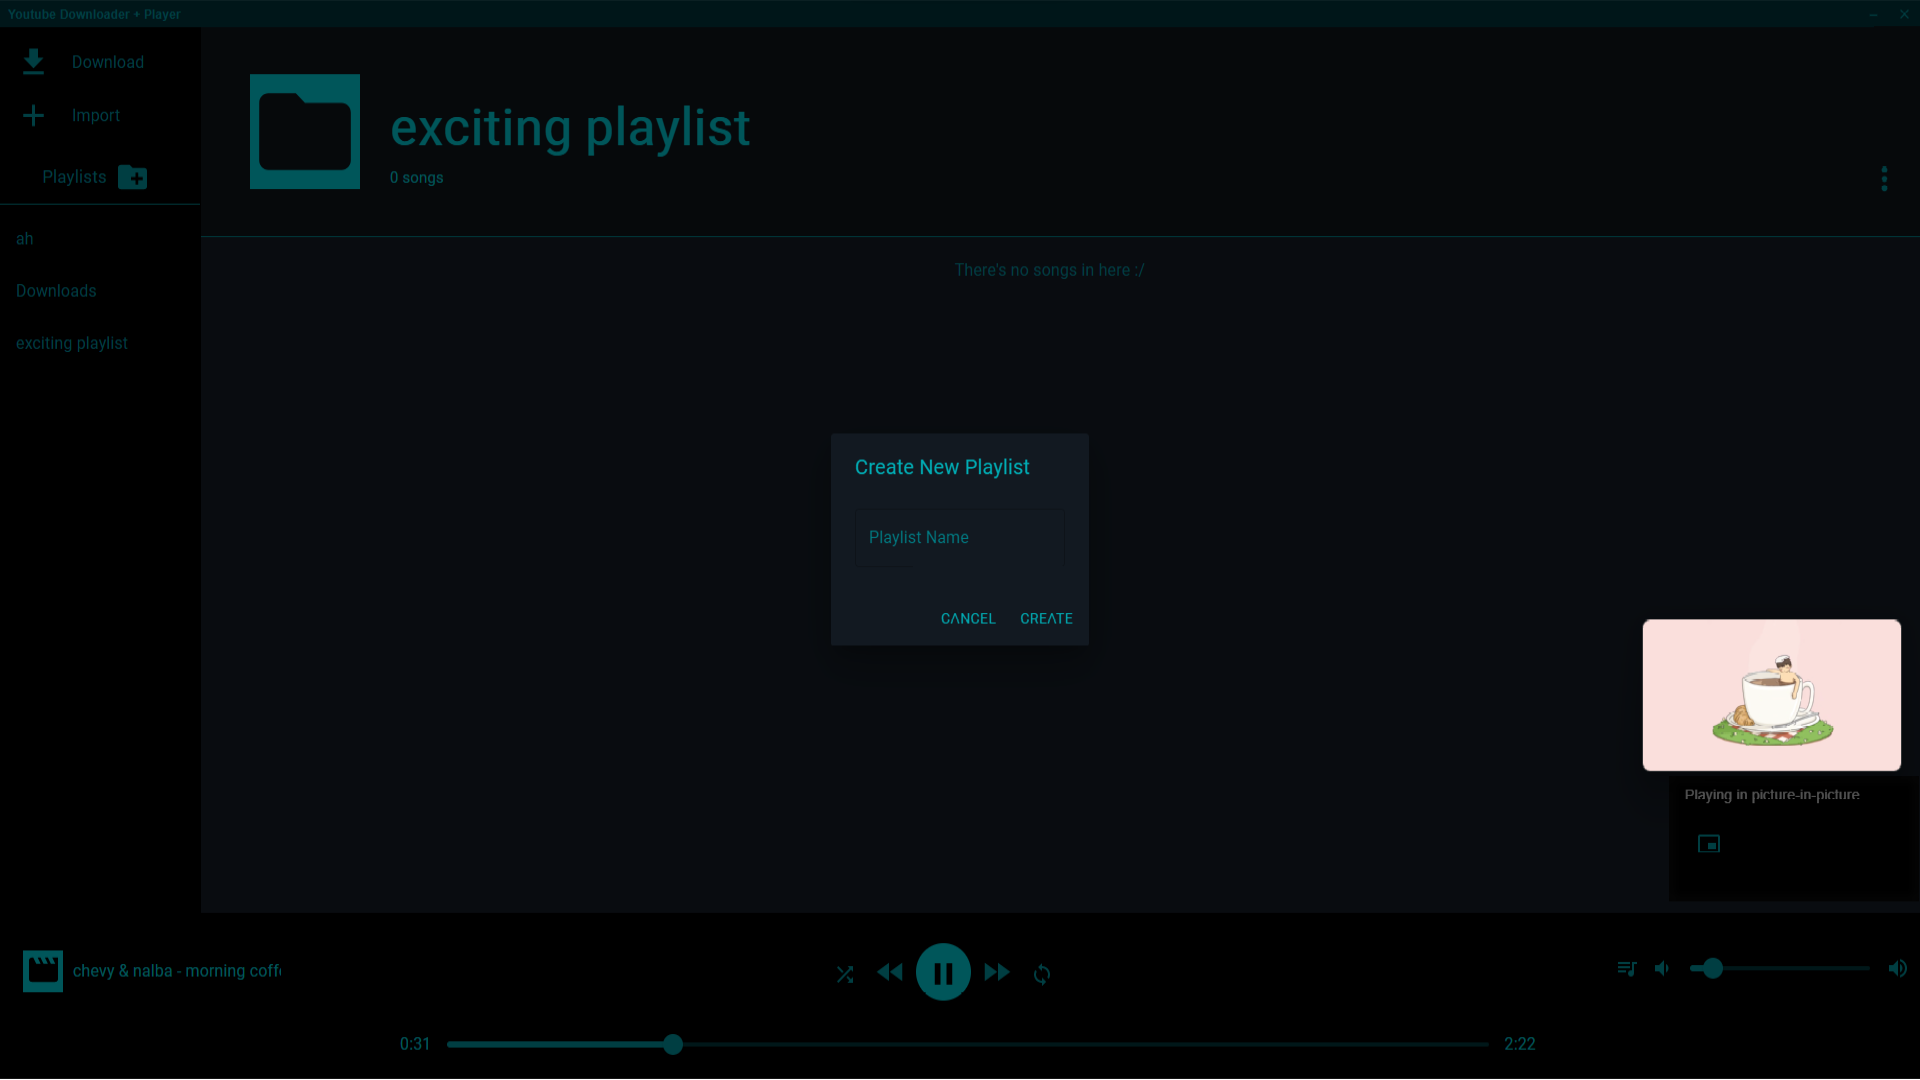 Youtube Downloader + Player
Download
Import
Playlists
ah
Downloads
exciting playlist
exciting playlist
0 songs
There's no songs in here :/
Create New Playlist
Playlist Name
CANCEL CREATE
Playing in picture-in-picture
chevy & nalba - morning coff
0:31
2:22